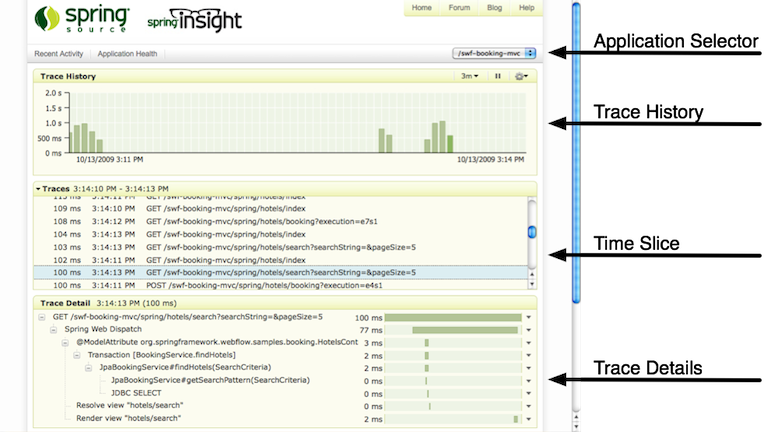 Home Forum Blog Help
spring source
spring insight
Recent Activity Application Health
/swf-booking-mvc
Application Selector
Trace History 3m
2.0 s
1.5 s
1.0 s
500 ms
0 ms
10/13/2009 3:11 PM 10/13/2009 3:14 PM
Trace History
Traces 3:14:10 PM - 3:14:13 PM
113 ms 3:14:11 PM GET /swf-booking-mvc/spring/hotels/index
109 ms 3:14:10 PM GET /swf-booking-mvc/spring/hotels/index
108 ms 3:14:12 PM GET /swf-booking-mvc/spring/hotels/booking?execution=e7s1
104 ms 3:14:13 PM GET /swf-booking-mvc/spring/hotels/index
103 ms 3:14:12 PM GET /swf-booking-mvc/spring/hotels/search?searchString=&pageSize=5
102 ms 3:14:11 PM GET /swf-booking-mvc/spring/hotels/index
100 ms 3:14:13 PM GET /swf-booking-mvc/spring/hotels/search?searchString=&pageSize=5
100 ms 3:14:11 PM POST /swf-booking-mvc/spring/hotels/booking?execution=e4s1
Time Slice
Trace Detail 3:14:13 PM (100 ms)
GET /swf-booking-mvc/spring/hotels/search?searchString=&pageSize=5 100 ms
Spring Web Dispatch 77 ms
@ModelAttribute org.springframework.webflow.samples.booking.HotelsCont 3 ms
Transaction [BookingService.findHotels] 2 ms
JpaBookingService#findHotels(SearchCriteria) 2 ms
JpaBookingService#getSearchPattern(SearchCriteria) 0 ms
JDBC SELECT 0 ms
Resolve view "hotels/search" 0 ms
Render view "hotels/search" 2 ms
Trace Details